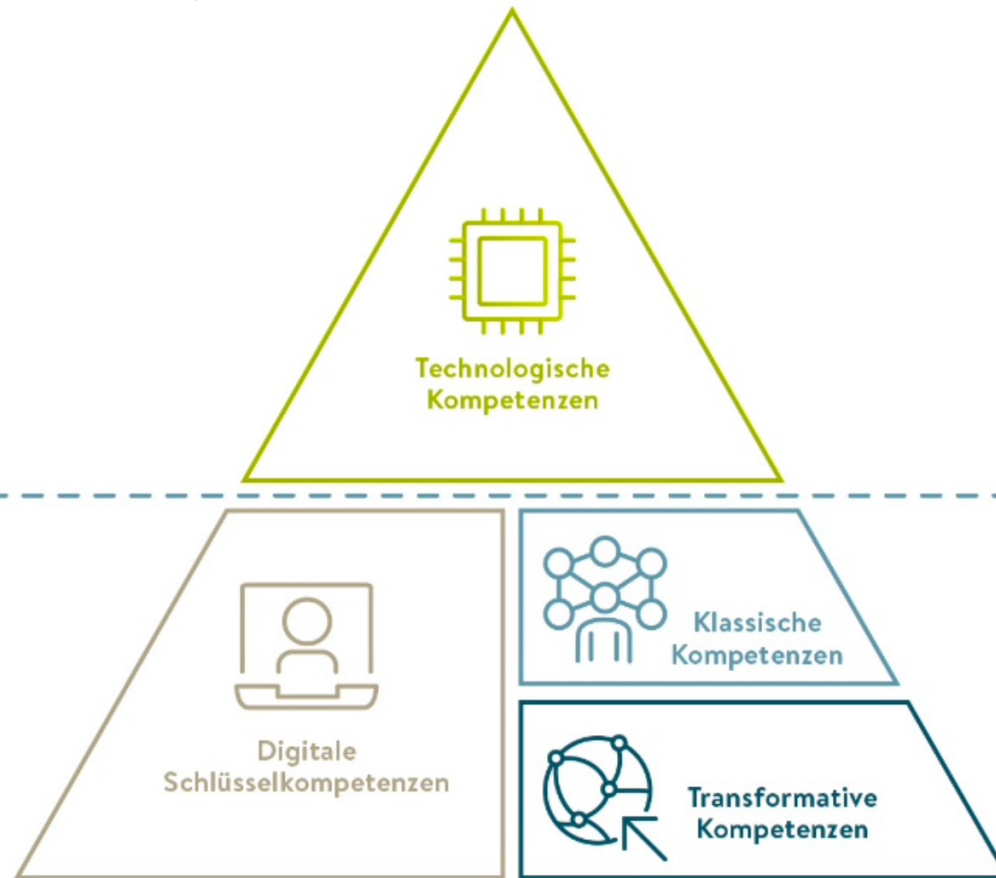 Technologische
Kompetenzen
Digitale
Schlüsselkompetenzen
Klassische
Kompetenzen
Transformative
Kompetenzen